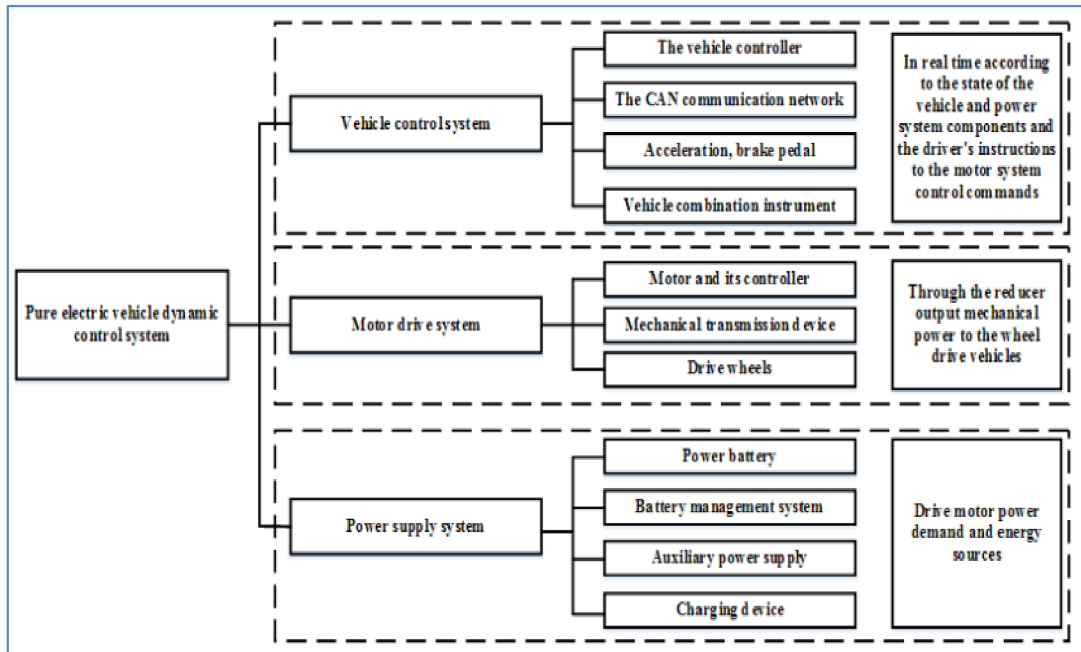 Pure electric vehicle dynamic
control system
Vehicle control system
The vehicle controller
The CAN communication network
Acceleration, brake pedal
Vehicle combination instrument
In real time according
to the state of the
vehicle and power
system components and
the driver's instructions
to the motor system
control commands
Motor drive system
Motor and its controller
Mechanical transmission device
Drive wheels
Through the reducer
output mechanical
power to the wheel
drive vehicles
Power supply system
Power battery
Battery management system
Auxiliary power supply
Charging device
Drive motor power
demand and energy
sources